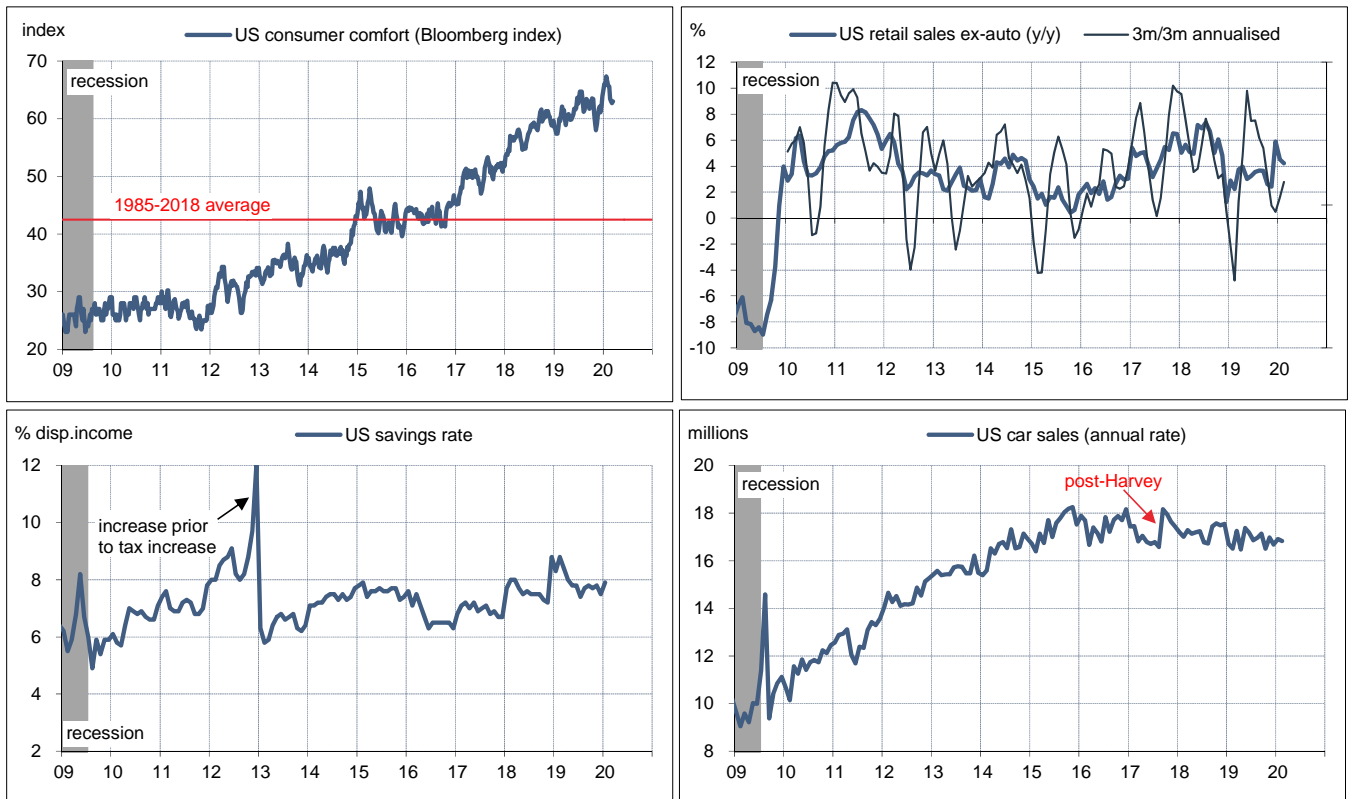 index
US consumer comfort (Bloomberg index)
70
recession
60
50
1985-2018 average
40
30
20
09 10 11 12 13 14 15 16 17 18 19 20
%
US retail sales ex-auto (y/y) 3m/3m annualised
12
recession
10
8
6
4
2
0
-2
-4
-6
-8
-10
09 10 11 12 13 14 15 16 17 18 19 20
% disp.income
US savings rate
12
10
increase prior
to tax increase
8
6
4
recession
2
09 10 11 12 13 14 15 16 17 18 19 20
millions
US car sales (annual rate)
20
recession
post-Harvey
18
16
14
12
10
8
09 10 11 12 13 14 15 16 17 18 19 20